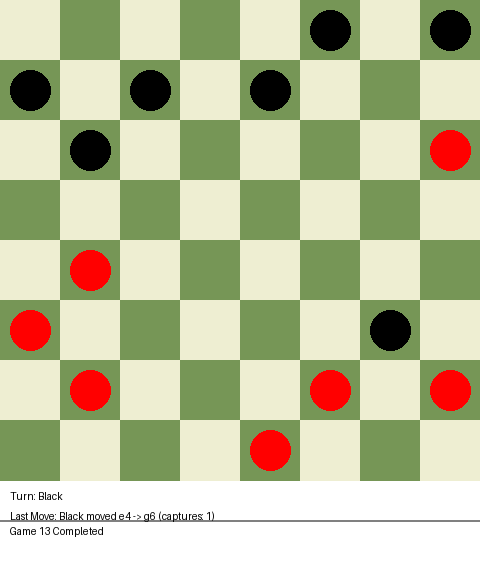 Turn: Black
Last Move: Black moved e4 -> g6 (captures: 1)
Game 13 Completed